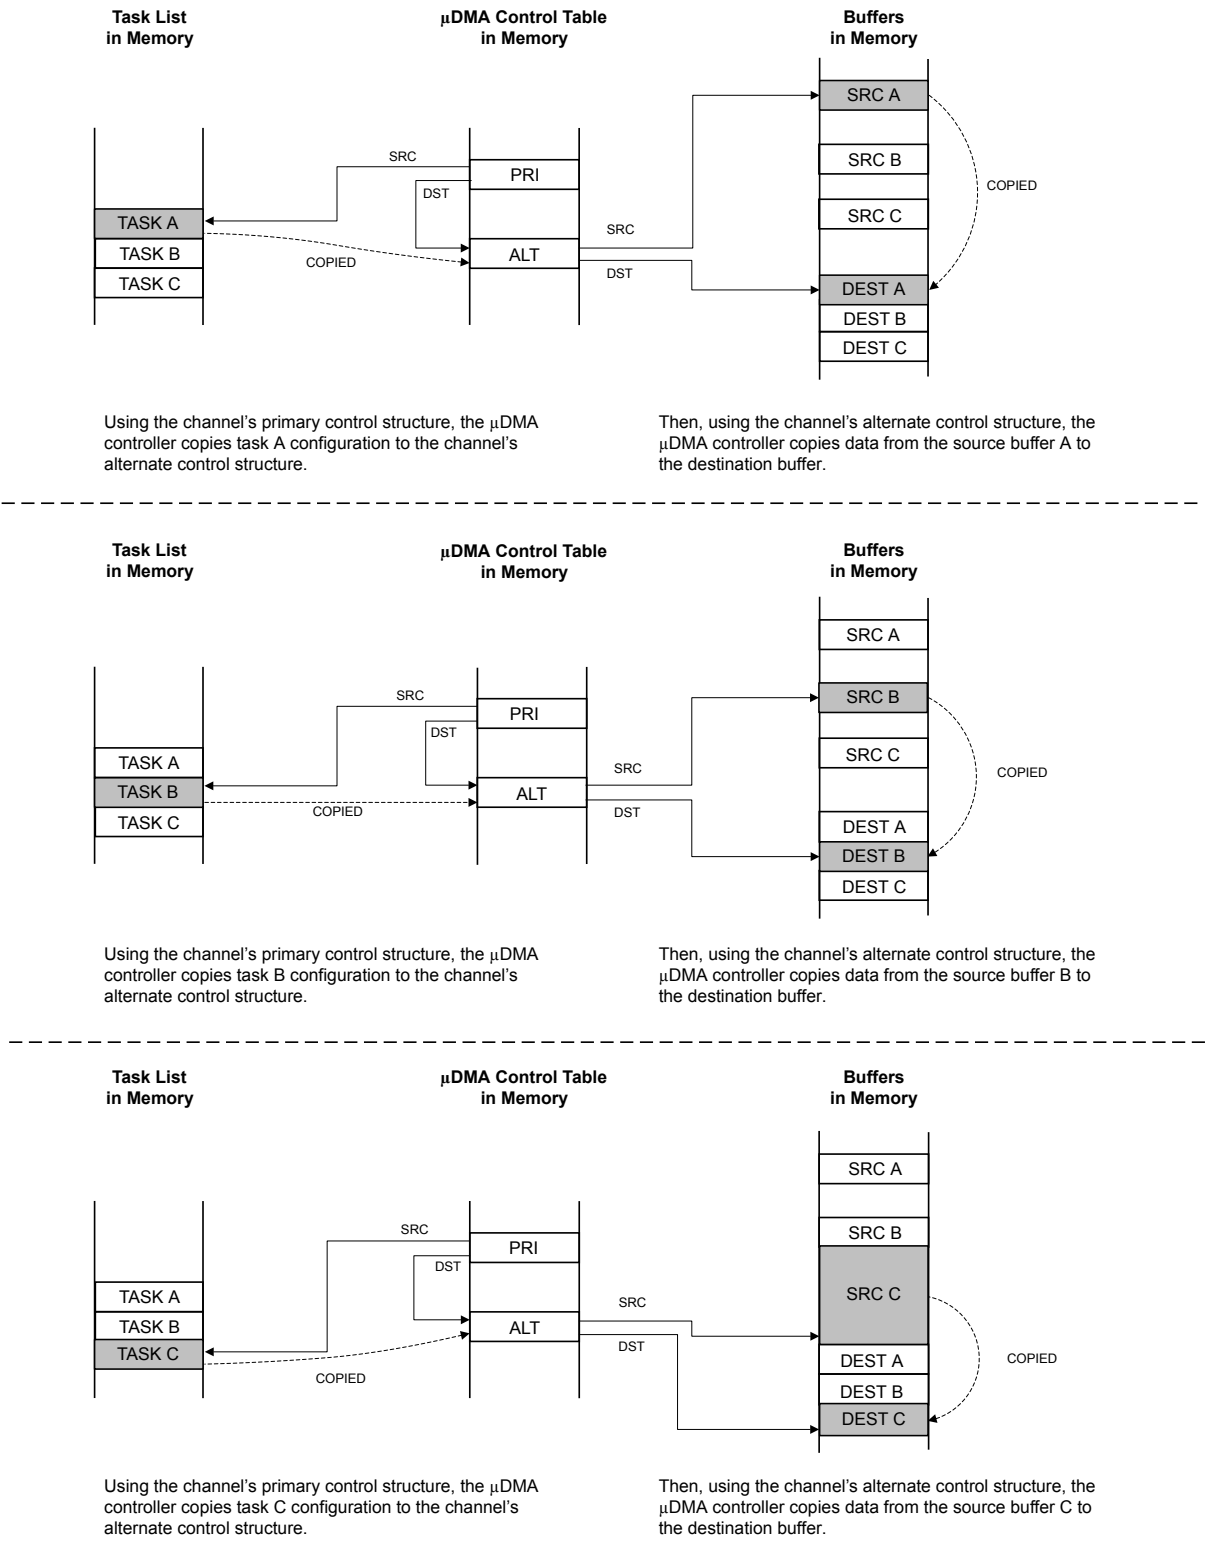 Task List
in Memory
µDMA Control Table
in Memory
Buffers
in Memory
SRC A
SRC
PRI
SRC B
COPIED
DST
SRC C
TASK A
SRC
TASK B
COPIED
ALT
DST
TASK C
DEST A
DEST B
DEST C
Using the channel's primary control structure, the µDMA
controller copies task A configuration to the channel's
alternate control structure.
Then, using the channel's alternate control structure, the
µDMA controller copies data from the source buffer A to
the destination buffer.
Task List
in Memory
µDMA Control Table
in Memory
Buffers
in Memory
SRC A
SRC
PRI
SRC B
DST
SRC C
TASK A
SRC
COPIED
TASK B
ALT
COPIED
DST
TASK C
DEST A
DEST B
DEST C
Using the channel's primary control structure, the µDMA
controller copies task B configuration to the channel's
alternate control structure.
Then, using the channel's alternate control structure, the
µDMA controller copies data from the source buffer B to
the destination buffer.
Task List
in Memory
µDMA Control Table
in Memory
Buffers
in Memory
SRC A
SRC
SRC B
PRI
DST
SRC C
TASK A
SRC
TASK B
ALT
DST
TASK C
COPIED
DEST A
COPIED
DEST B
DEST C
Using the channel's primary control structure, the µDMA
controller copies task C configuration to the channel's
alternate control structure.
Then, using the channel's alternate control structure, the
µDMA controller copies data from the source buffer C to
the destination buffer.